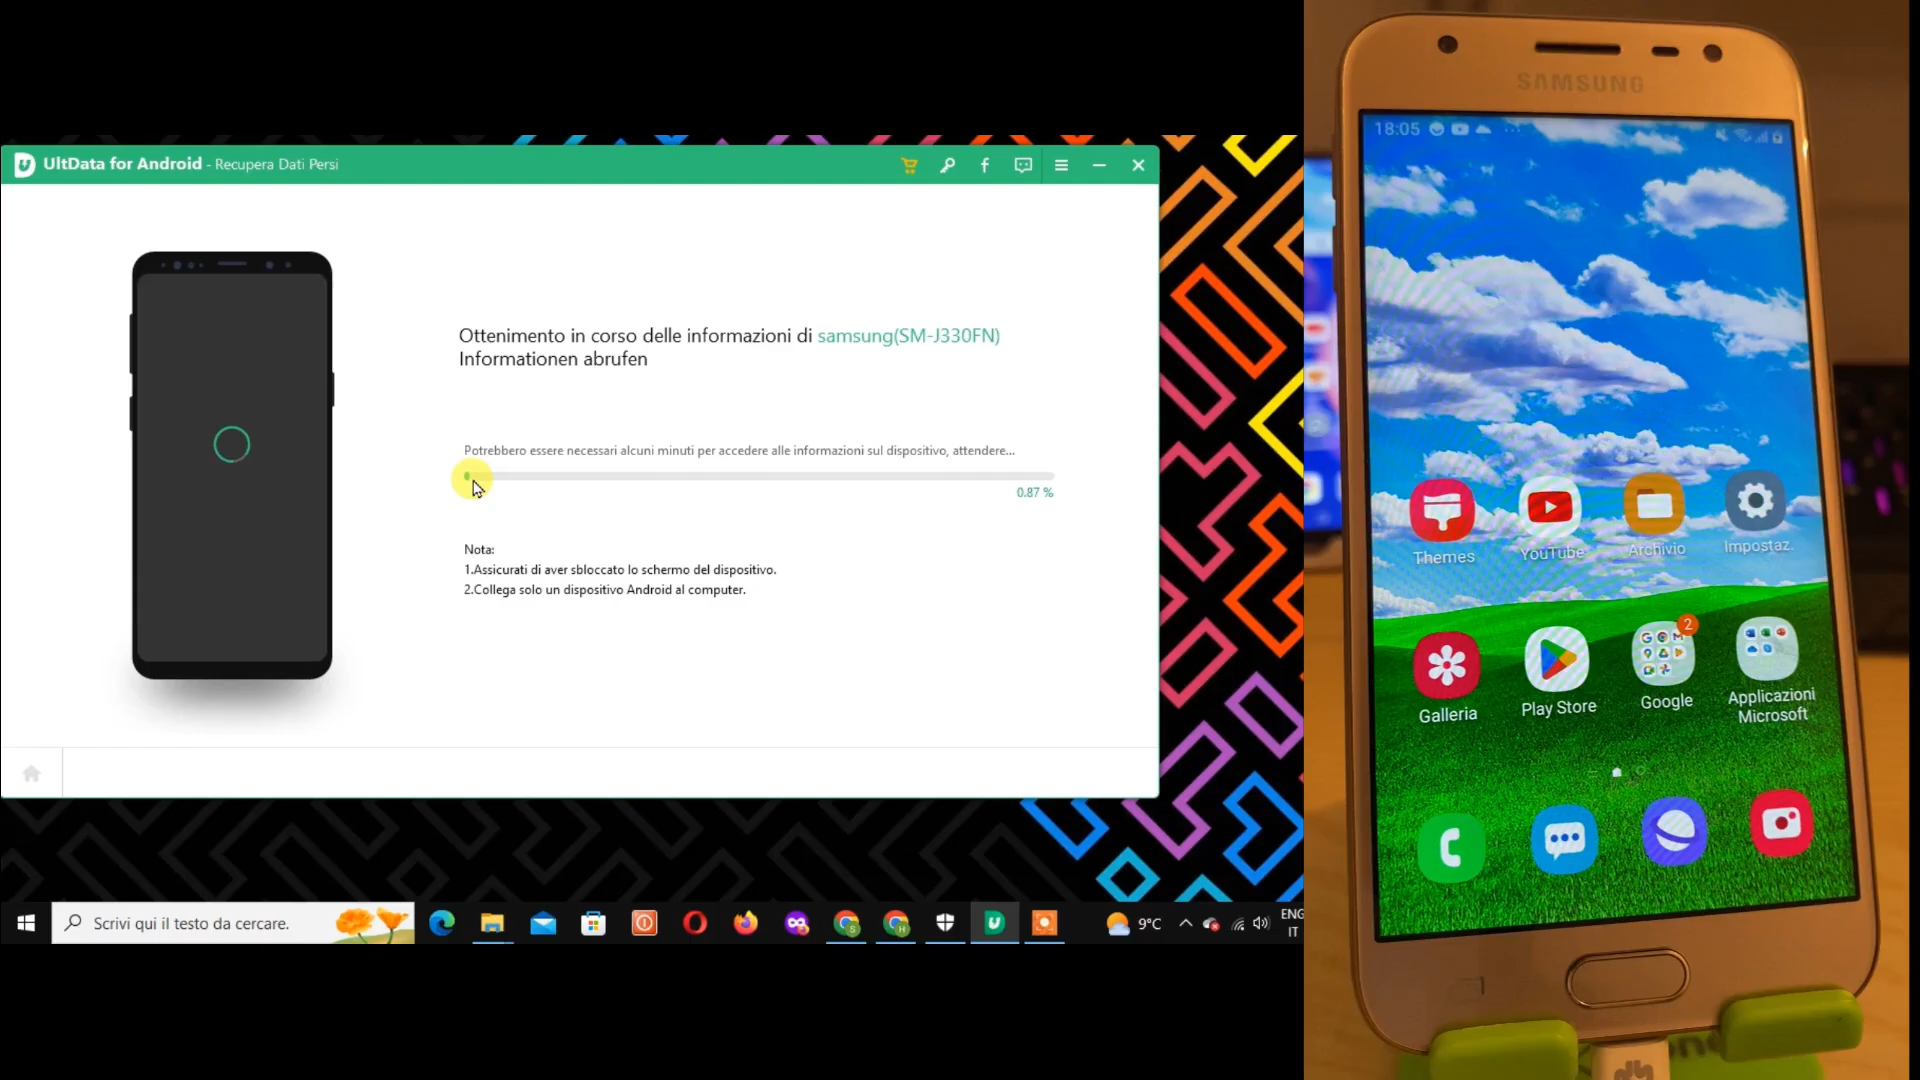 UltData for Android - Recupera Dati Persi
Ottenimento in corso delle informazioni di samsung(SM-J330FN)
Informationen abrufen
Potrebbero essere necessari alcuni minuti per accedere alle informazioni sul dispositivo, attendere...
0.87 %
Nota:
1.Assicurati di aver sbloccato lo schermo del dispositivo.
2.Collega solo un dispositivo Android al computer.
Scrivi qui il testo da cercare.
9°C
ENG
IT
SAMSUNG
18:05
Themes
YouTube
Archivio
Impostaz.
2
Galleria
Play Store
Google
Applicazioni
Microsoft